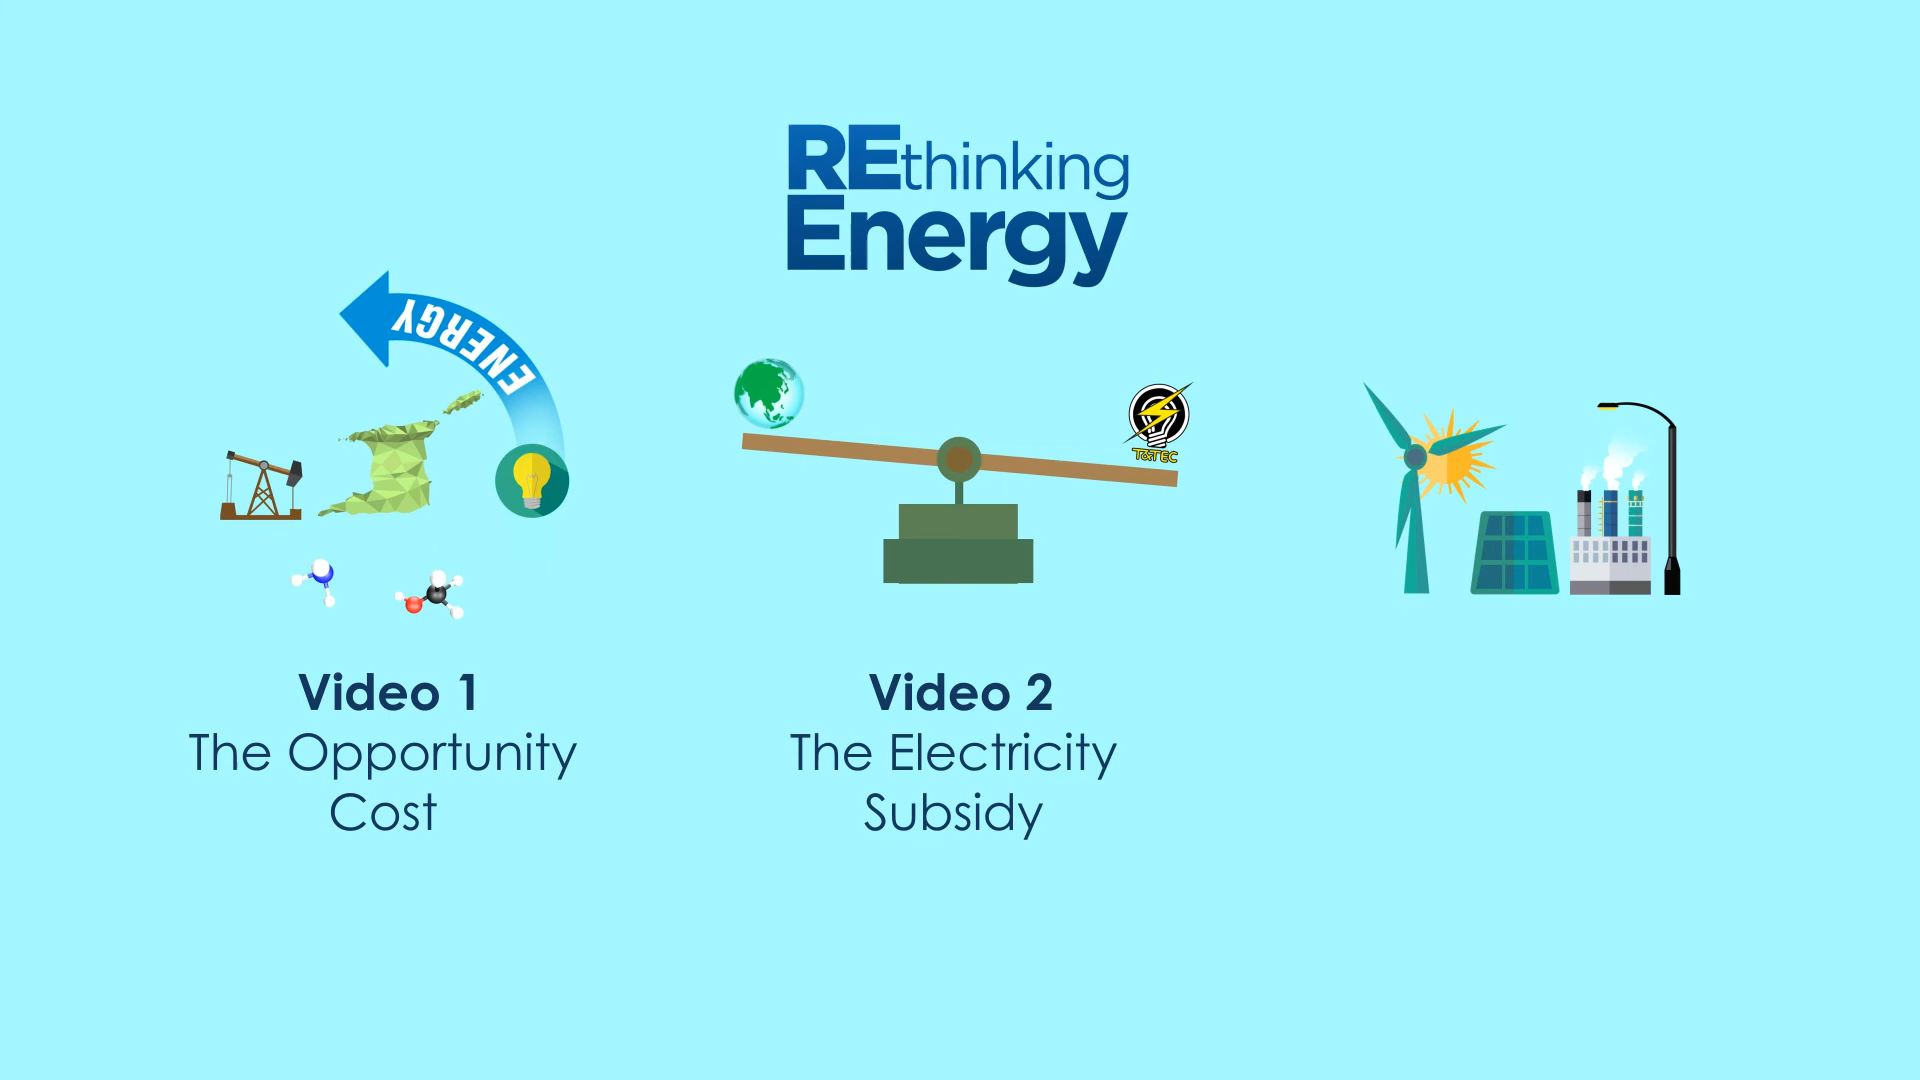 REthinking
Energy
ENERGY
T&TEC
Video 1
The Opportunity
Cost
Video 2
The Electricity
Subsidy